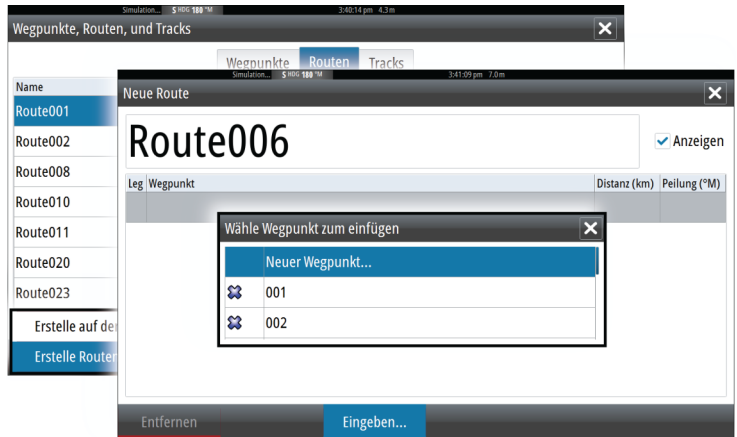 Simulation... S HDG 180 °M 3:40:14 pm 4.3 m
Wegpunkte, Routen, und Tracks
Wegpunkte Routen Tracks
Name
Route001
Route002
Route008
Route010
Route011
Route020
Route023
Erstelle auf
Erstelle
Simulation... S HDG 180 °M 3:41:09 pm 7.0 m
Neue Route
Route006
Anzeigen
Leg Wegpunkt Distanz (km) Peilung (°M)
Wähle Wegpunkt zum einfügen
Neuer Wegpunkt...
001
002
Entfernen Eingeben...